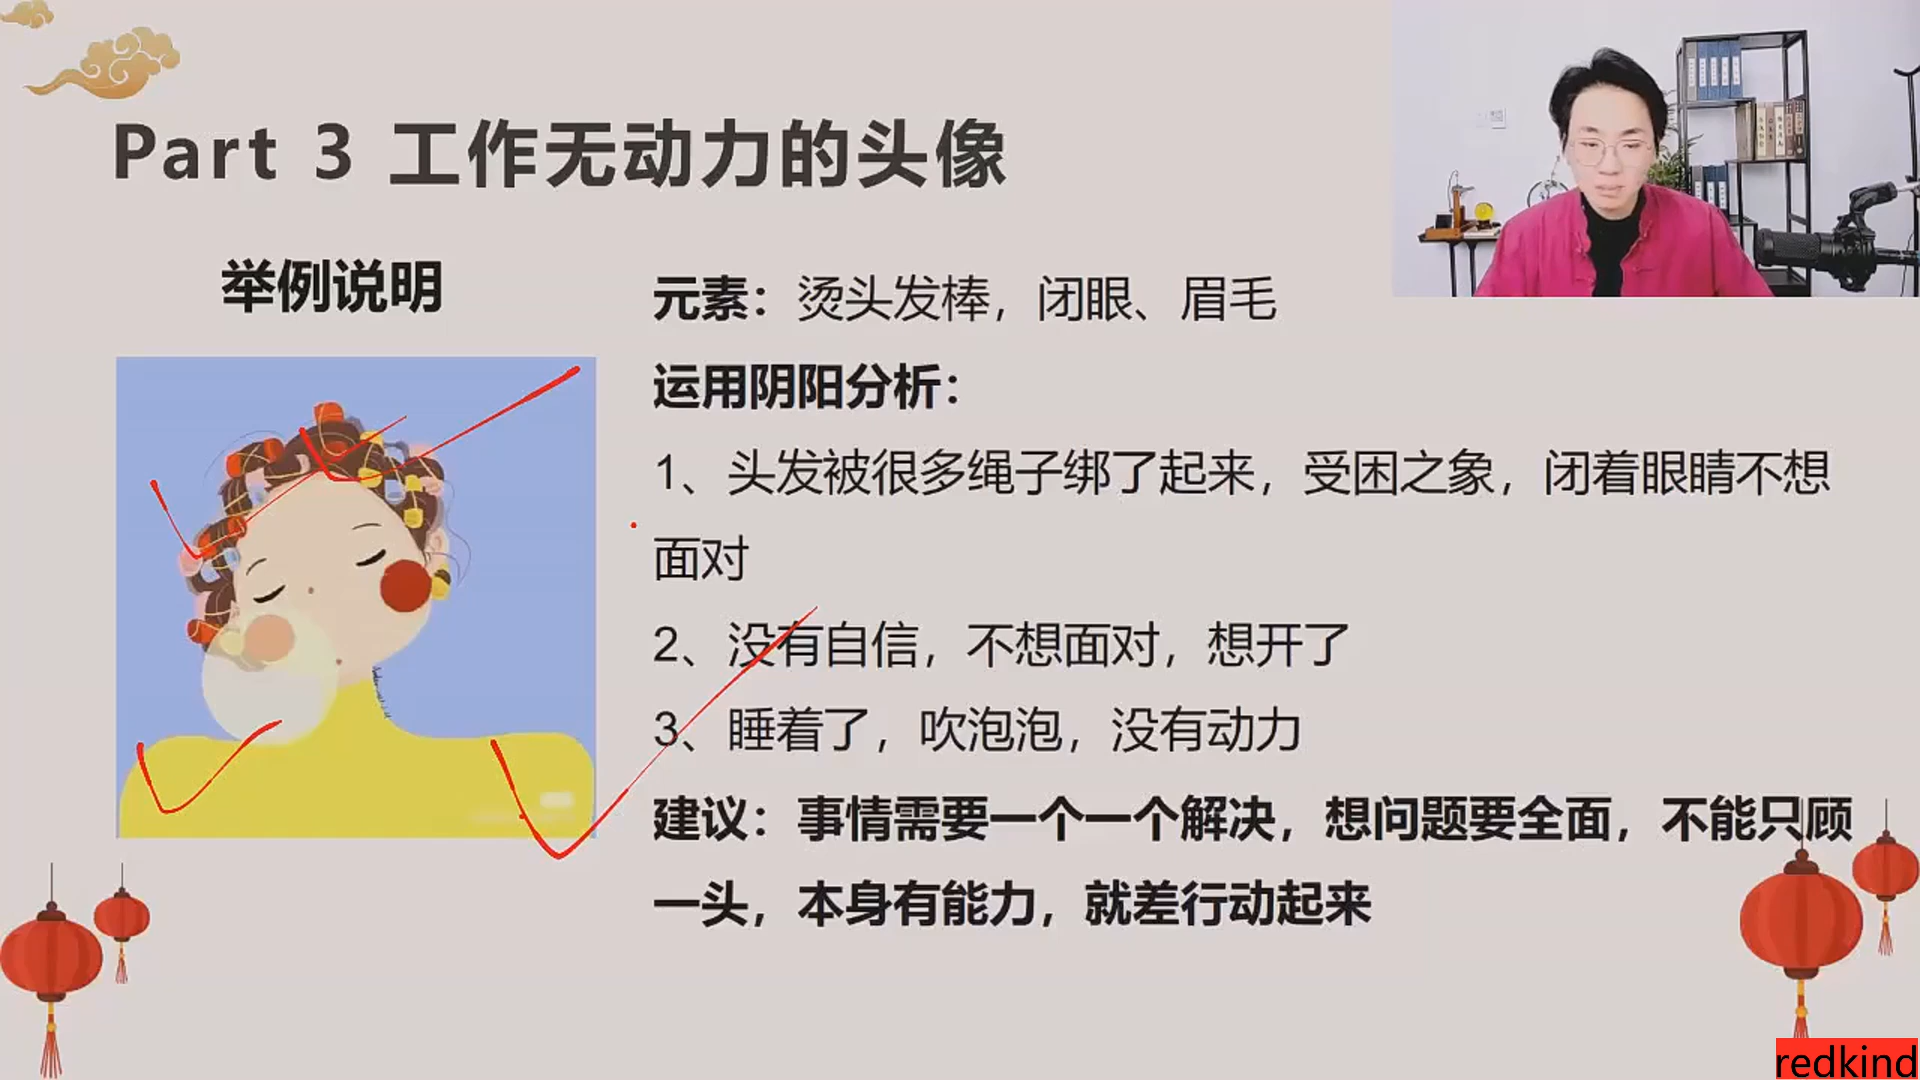 Part 3 工作无动力的头像
举例说明
元素：烫头发棒，闭眼、眉毛
运用阴阳分析：
1、头发被很多绳子绑了起来，受困之象，闭着眼睛不想
面对
2、没有自信，不想面对，想开了
3、睡着了，吹泡泡，没有动力
建议：事情需要一个一个解决，想问题要全面，不能只顾
一头，本身有能力，就差行动起来
redkind